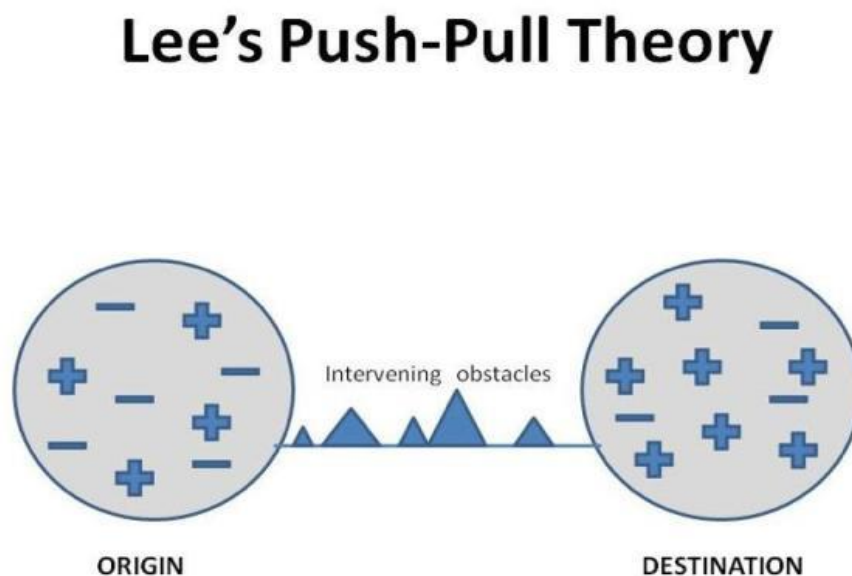 Lee's Push-Pull Theory
Intervening obstacles
ORIGIN
DESTINATION